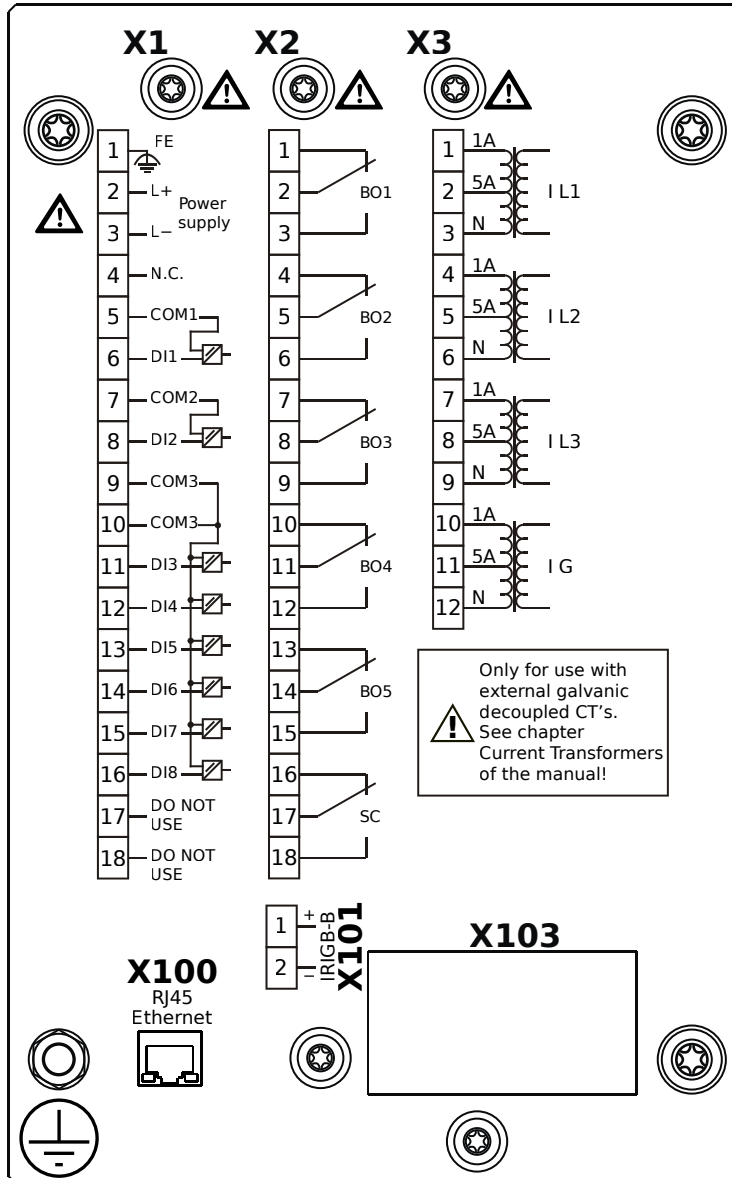 X1 X2 X3
1 FE
2 L+
3 L−
Power
supply
4 N.C.
5 COM1
6 DI1
7 COM2
8 DI2
9 COM3
10 COM3
11 DI3
12 DI4
13 DI5
14 DI6
15 DI7
16 DI8
17 DO NOT
USE
18 DO NOT
USE
1
2 BO1
3
4
5 BO2
6
7
8 BO3
9
10
11 BO4
12
13
14 BO5
15
16
17 SC
18
1 1A
2 5A I L1
3 N
4 1A
5 5A I L2
6 N
7 1A
8 5A I L3
9 N
10 1A
11 5A I G
12 N
Only for use with
external galvanic
decoupled CT's.
See chapter
Current Transformers
of the manual!
1 +
2 −
IRIGB-B
X101
X103
X100
RJ45
Ethernet